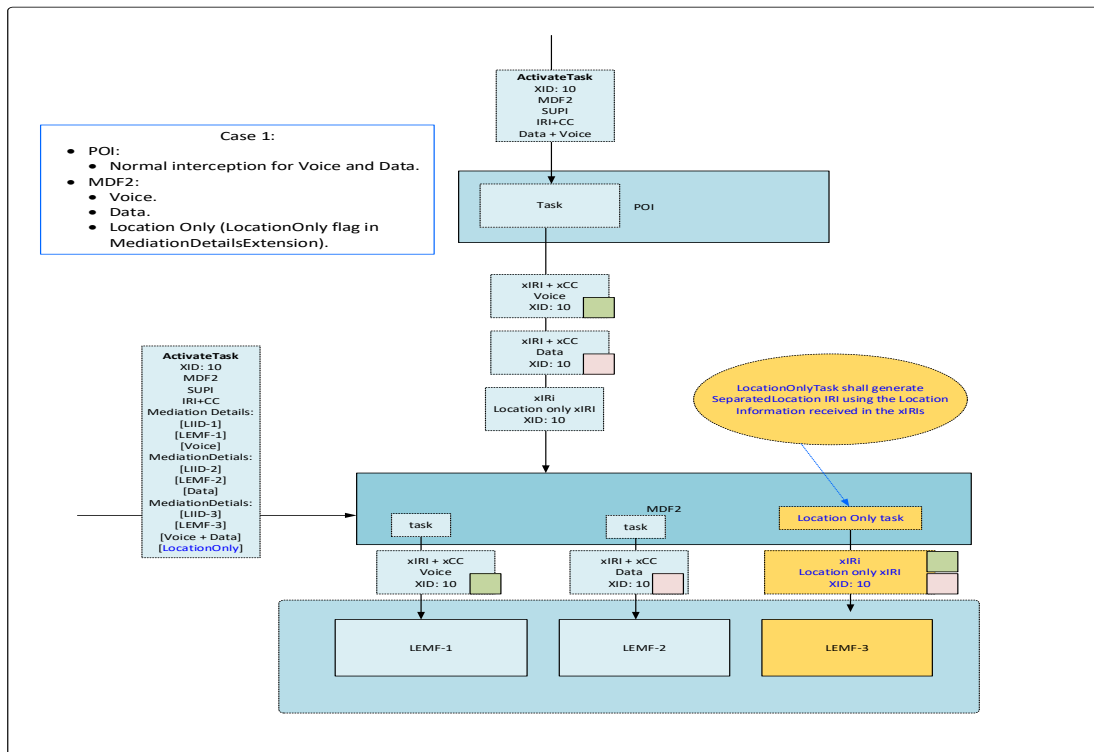 ActivateTask
XID: 10
MDF2
SUPI
IRI+CC
Data + Voice
Case 1:
• POI:
• Normal interception for Voice and Data.
• MDF2:
• Voice.
• Data.
• Location Only (LocationOnly flag in
MediationDetailsExtension).
Task
POI
xIRI + xCC
Voice
XID: 10
xIRI + xCC
Data
XID: 10
xIRi
Location only xIRI
XID: 10
ActivateTask
XID: 10
MDF2
SUPI
IRI+CC
Mediation Details:
[LIID-1]
[LEMF-1]
[Voice]
MediationDetials:
[LIID-2]
[LEMF-2]
[Data]
MediationDetials:
[LIID-3]
[LEMF-3]
[Voice + Data]
[LocationOnly]
LocationOnlyTask shall generate
SeparatedLocation IRI using the Location
Information received in the xIRIs
MDF2
task
task
Location Only task
xIRI + xCC
Voice
XID: 10
xIRI + xCC
Data
XID: 10
xIRi
Location only xIRI
XID: 10
LEMF-1
LEMF-2
LEMF-3